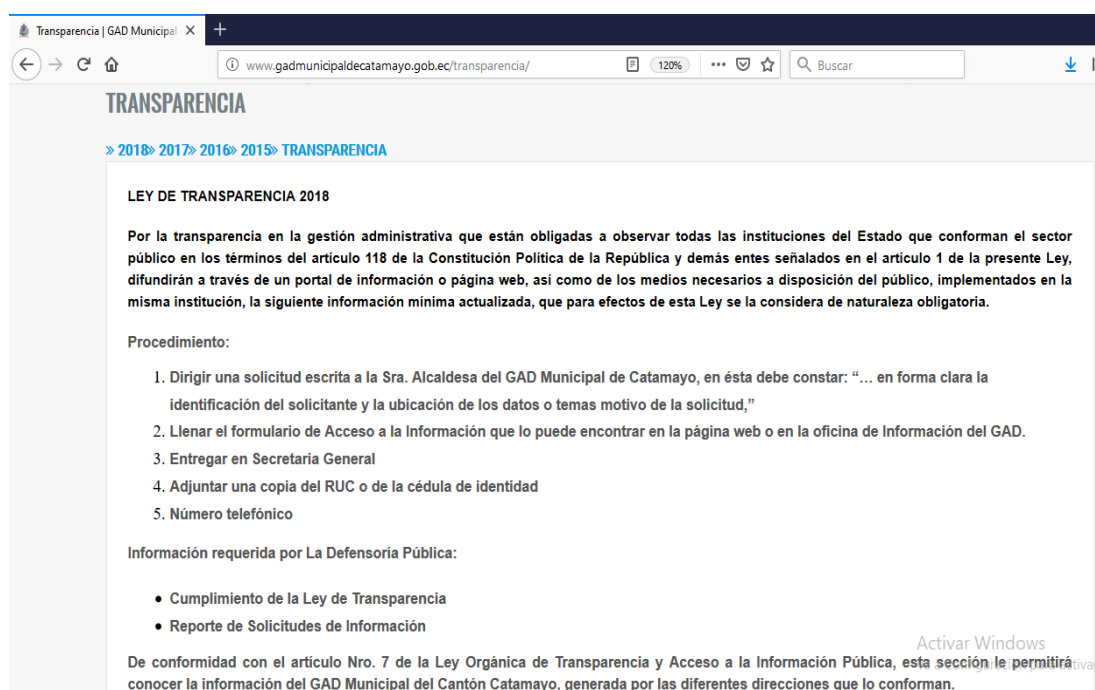 Transparencia | GAD Municipal
www.gadmunicipaldecatamayo.gob.ec/transparencia/
120%
Buscar
TRANSPARENCIA
» 2018» 2017» 2016» 2015» TRANSPARENCIA
LEY DE TRANSPARENCIA 2018
Por la transparencia en la gestión administrativa que están obligadas a observar todas las instituciones del Estado que conforman el sector
público en los términos del artículo 118 de la Constitución Política de la República y demás entes señalados en el artículo 1 de la presente Ley,
difundirán a través de un portal de información o página web, así como de los medios necesarios a disposición del público, implementados en la
misma institución, la siguiente información mínima actualizada, que para efectos de esta Ley se la considera de naturaleza obligatoria.
Procedimiento:
1. Dirigir una solicitud escrita a la Sra. Alcaldesa del GAD Municipal de Catamayo, en ésta debe constar: “… en forma clara la
identificación del solicitante y la ubicación de los datos o temas motivo de la solicitud,”
2. Llenar el formulario de Acceso a la Información que lo puede encontrar en la página web o en la oficina de Información del GAD.
3. Entregar en Secretaria General
4. Adjuntar una copia del RUC o de la cédula de identidad
5. Número telefónico
Información requerida por La Defensoría Pública:
• Cumplimiento de la Ley de Transparencia
• Reporte de Solicitudes de Información
Activar Windows
De conformidad con el artículo Nro. 7 de la Ley Orgánica de Transparencia y Acceso a la Información Pública, esta sección le permitirá
conocer la información del GAD Municipal del Cantón Catamayo, generada por las diferentes direcciones que lo conforman.